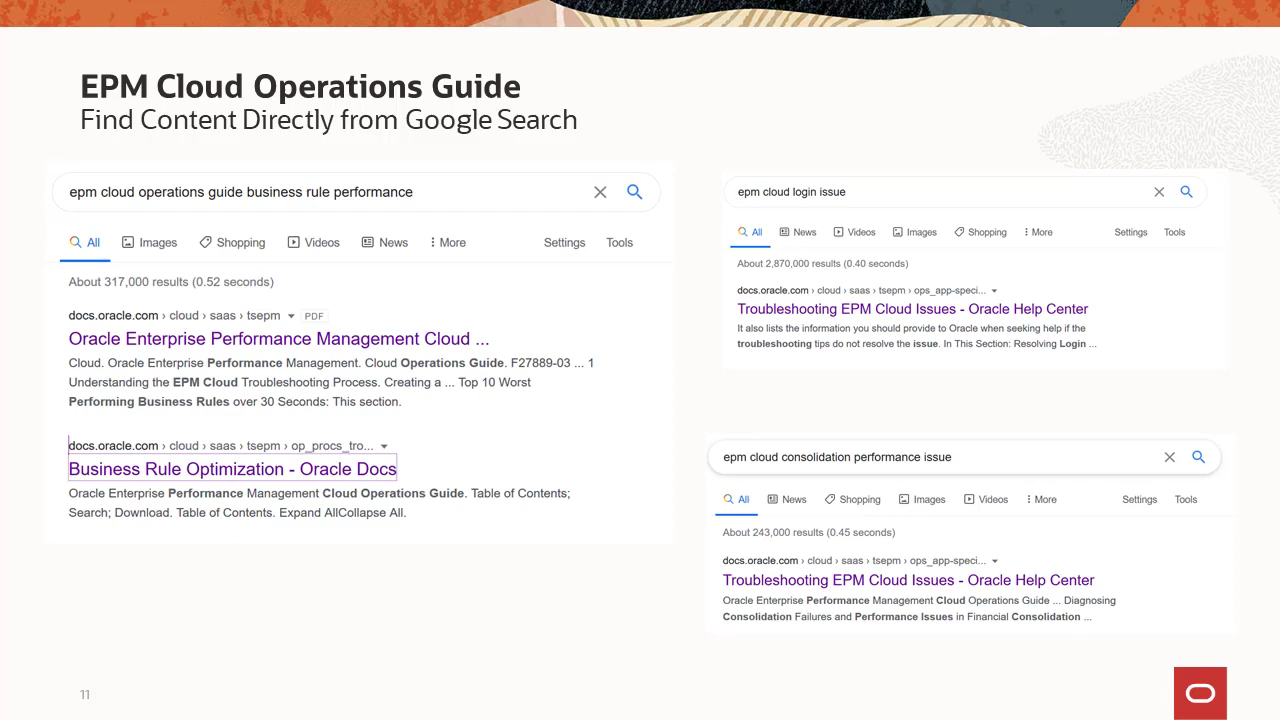 EPM Cloud Operations Guide
Find Content Directly from Google Search
epm cloud operations guide business rule performance
All Images Shopping Videos News More Settings Tools
About 317,000 results (0.52 seconds)
docs.oracle.com › cloud › saas › tsepm PDF
Oracle Enterprise Performance Management Cloud ...
Cloud. Oracle Enterprise Performance Management. Cloud Operations Guide. F27889-03 ... 1
Understanding the EPM Cloud Troubleshooting Process. Creating a ... Top 10 Worst
Performing Business Rules over 30 Seconds: This section.
docs.oracle.com › cloud › saas › tsepm › op_procs_tro...
Business Rule Optimization - Oracle Docs
Oracle Enterprise Performance Management Cloud Operations Guide. Table of Contents;
Search; Download. Table of Contents. Expand AllCollapse All.
epm cloud login issue
All News Videos Images Shopping More Settings Tools
About 2,870,000 results (0.40 seconds)
docs.oracle.com › cloud › saas › tsepm › ops_app-speci...
Troubleshooting EPM Cloud Issues - Oracle Help Center
It also lists the information you should provide to Oracle when seeking help if the
troubleshooting tips do not resolve the issue. In This Section: Resolving Login ...
epm cloud consolidation performance issue
All News Shopping Images Videos More Settings Tools
About 243,000 results (0.45 seconds)
docs.oracle.com › cloud › saas › tsepm › ops_app-speci...
Troubleshooting EPM Cloud Issues - Oracle Help Center
Oracle Enterprise Performance Management Cloud Operations Guide ... Diagnosing
Consolidation Failures and Performance Issues in Financial Consolidation ...
11